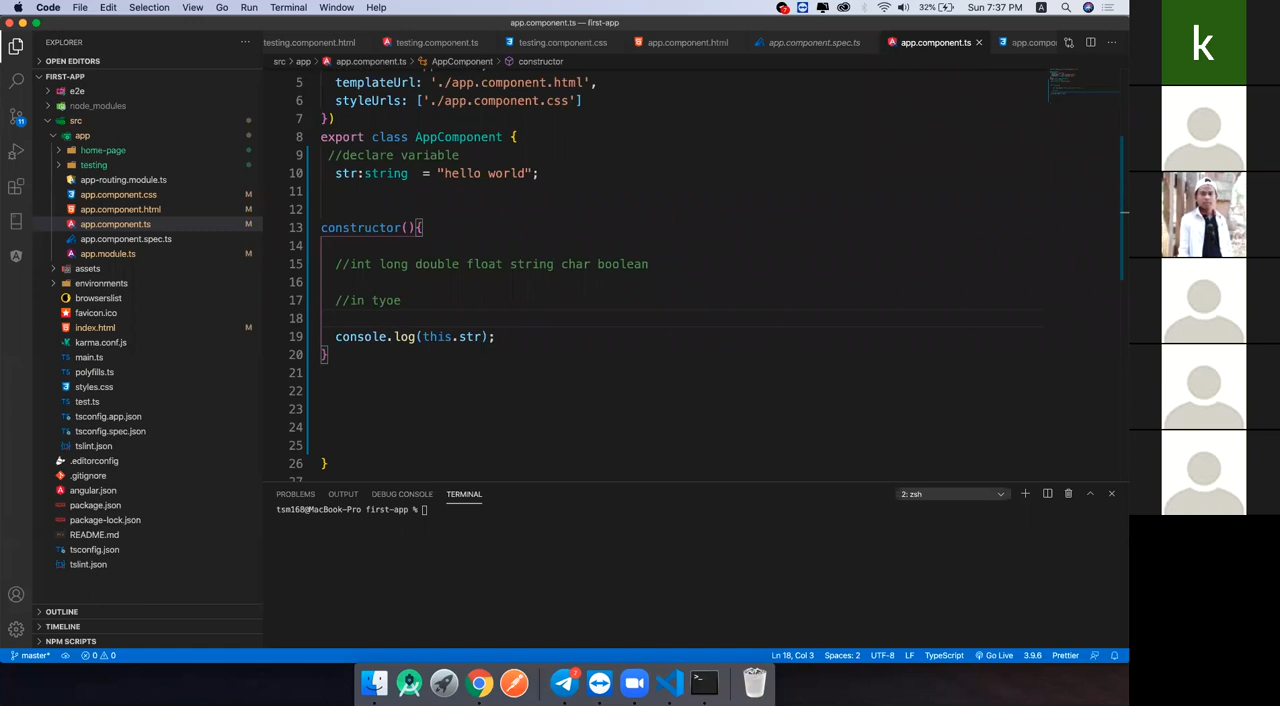 Code File Edit Selection View Go Run Terminal Window Help
32% Sun 7:37 PM A
app.component.ts — first-app
EXPLORER
testing.component.html testing.component.ts testing.component.css app.component.html app.component.spec.ts app.component.ts app.compon
OPEN EDITORS
src › app › app.component.ts › AppComponent › constructor
FIRST-APP
e2e
node_modules
src
app
home-page
testing
app-routing.module.ts
app.component.css M
app.component.html M
app.component.ts M
app.component.spec.ts
app.module.ts M
assets
environments
browserslist
favicon.ico
index.html M
karma.conf.js
main.ts
polyfills.ts
styles.css
test.ts
tsconfig.app.json
tsconfig.spec.json
tslint.json
.editorconfig
.gitignore
angular.json
package.json
package-lock.json
README.md
tsconfig.json
tslint.json
OUTLINE
TIMELINE
NPM SCRIPTS
11
5 templateUrl: './app.component.html',
6 styleUrls: ['./app.component.css']
7 })
8 export class AppComponent {
9 //declare variable
10 str:string = "hello world";
11
12
13 constructor(){
14
15 //int long double float string char boolean
16
17 //in tyoe
18
19 console.log(this.str);
20 }
21
22
23
24
25
26 }
27
PROBLEMS OUTPUT DEBUG CONSOLE TERMINAL 2: zsh
tsm168@MacBook-Pro first-app %
master* 0 0 Ln 18, Col 3 Spaces: 2 UTF-8 LF TypeScript Go Live 3.9.6 Prettier
7
k